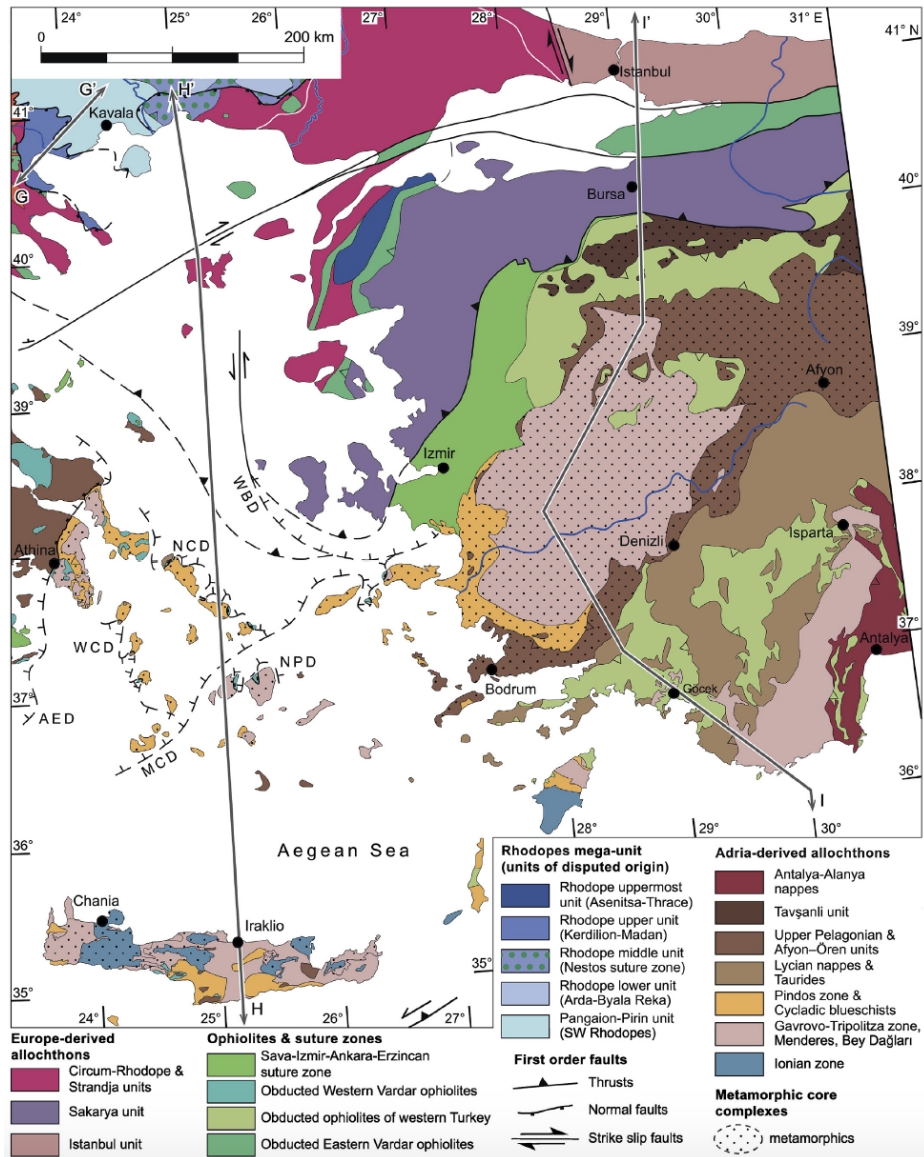 24°
25°
26°
27°
28°
29°
I'
30°
31° E
0
200 km
41° N
Istanbul
G'
H'
Kavala
41°
G
40°
Bursa
40°
39°
39°
Afyon
WBD
Izmir
38°
38°
Athina
NCD
Denizli
Isparta
WCD
NPD
37°
Antalya
Bodrum
Göcek
37°
AED
MCD
36°
I
28°
29°
30°
36°
Aegean Sea
Chania
Iraklio
35°
35°
H
24°
25°
26°
27°
Rhodopes mega-unit
(units of disputed origin)
Rhodope uppermost
unit (Asenitsa-Thrace)
Rhodope upper unit
(Kerdilion-Madan)
Rhodope middle unit
(Nestos suture zone)
Rhodope lower unit
(Arda-Byala Reka)
Pangaion-Pirin unit
(SW Rhodopes)
First order faults
Thrusts
Normal faults
Strike slip faults
Adria-derived allochthons
Antalya-Alanya
nappes
Tavşanli unit
Upper Pelagonian &
Afyon-Ören units
Lycian nappes &
Taurides
Pindos zone &
Cycladic blueschists
Gavrovo-Tripolitza zone,
Menderes, Bey Dağları
Ionian zone
Metamorphic core
complexes
metamorphics
Europe-derived
allochthons
Circum-Rhodope &
Strandja units
Sakarya unit
Istanbul unit
Ophiolites & suture zones
Sava-Izmir-Ankara-Erzincan
suture zone
Obducted Western Vardar ophiolites
Obducted ophiolites of western Turkey
Obducted Eastern Vardar ophiolites